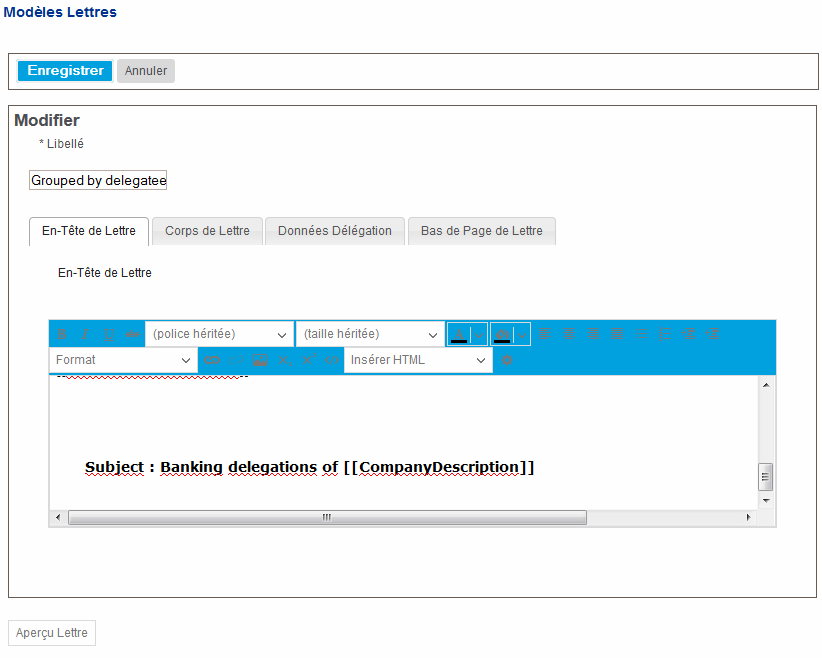 Modèles Lettres
Enregistrer Annuler
Modifier
* Libellé
Grouped by delegatee
En-Tête de Lettre Corps de Lettre Données Délégation Bas de Page de Lettre
En-Tête de Lettre
B I U abc (police héritée) (taille héritée) A
Format Insérer HTML
Subject : Banking delegations of [[CompanyDescription]]
Aperçu Lettre